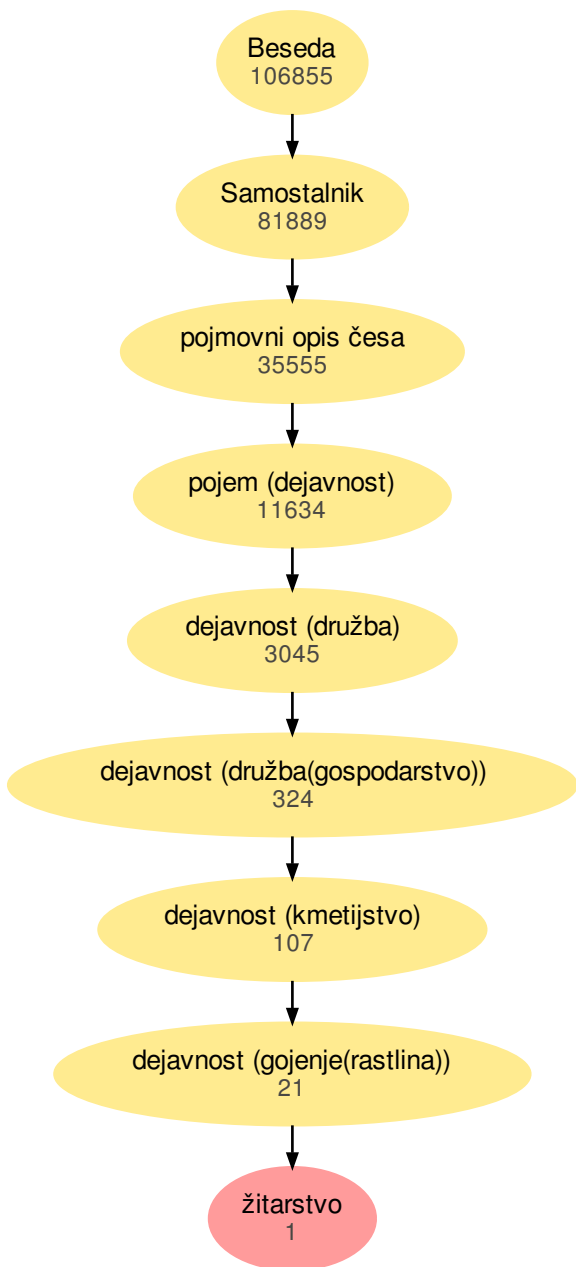 Beseda
106855
Samostalnik
81889
pojmovni opis česa
35555
pojem (dejavnost)
11634
dejavnost (družba)
3045
dejavnost (družba(gospodarstvo))
324
dejavnost (kmetijstvo)
107
dejavnost (gojenje(rastlina))
21
žitarstvo
1